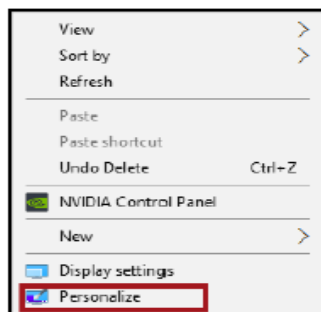 View
Sort by
Refresh
Paste
Paste shortcut
Undo Delete Ctrl+Z
NVIDIA Control Panel
New
Display settings
Personalize